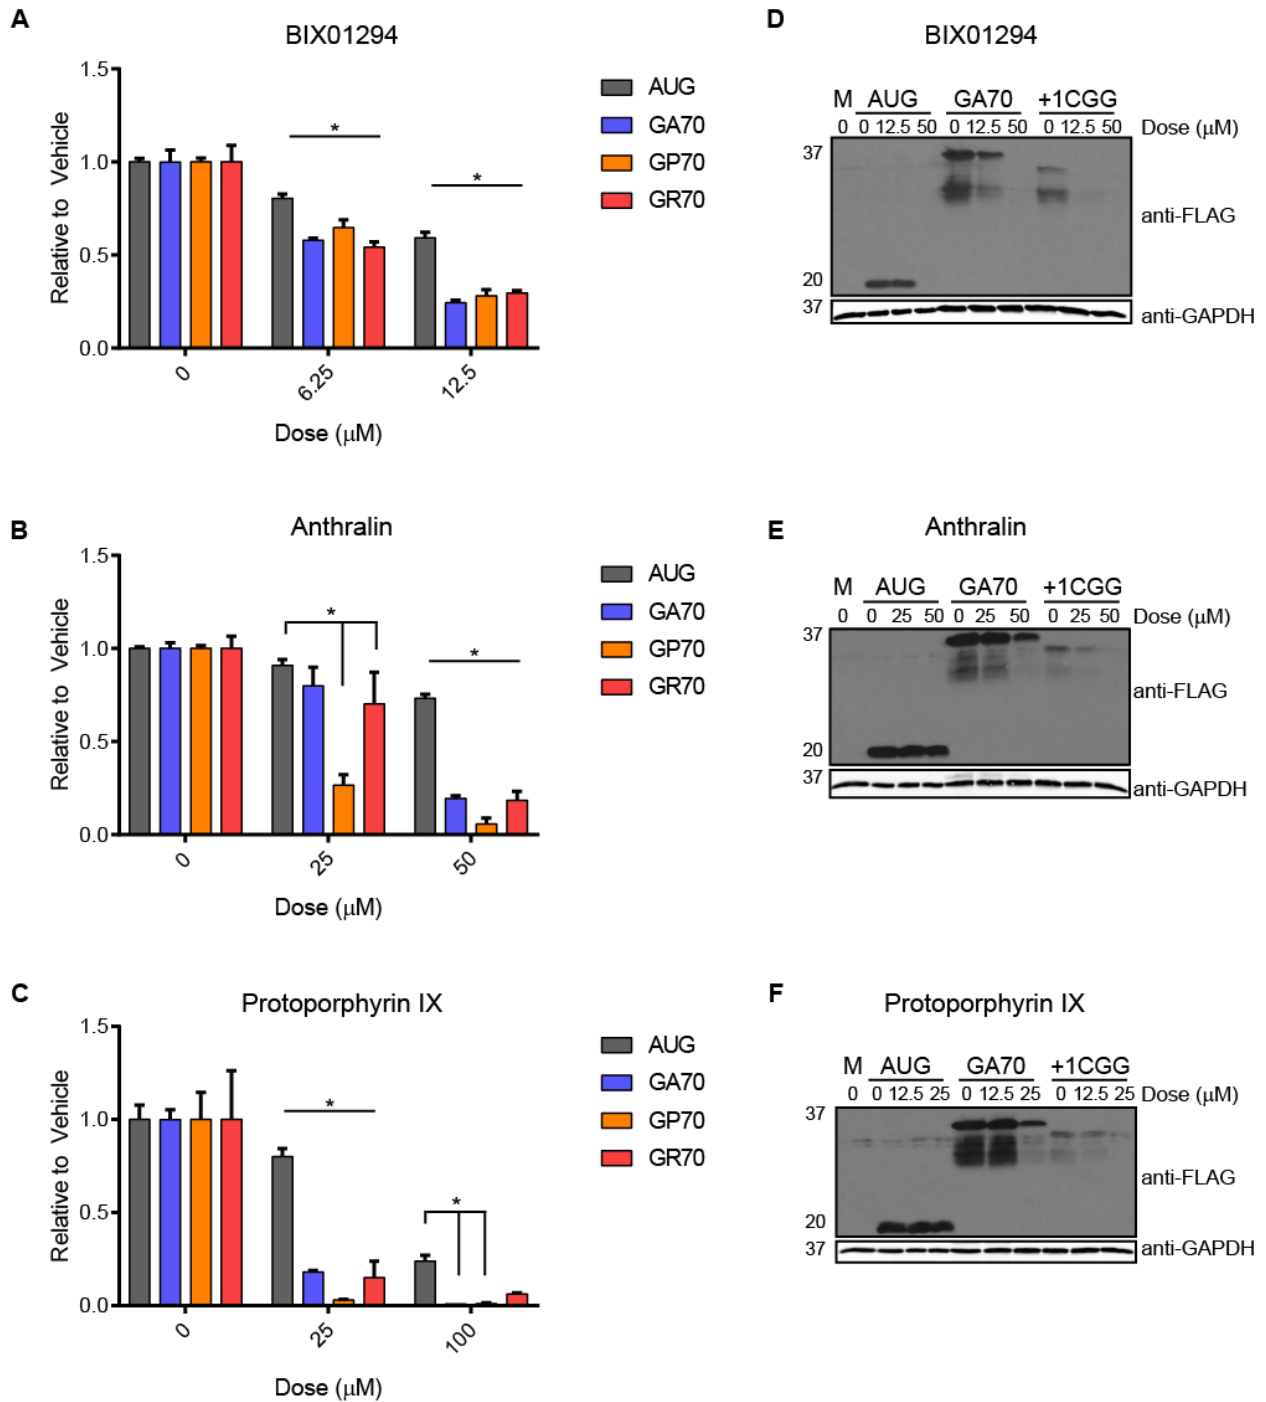 A
BIX01294
Relative to Vehicle
1.5
1.0
0.5
0.0
*
*
0
6.25
12.5
Dose (μM)
AUG
GA70
GP70
GR70
D
BIX01294
M AUG GA70 +1CGG
0 0 12.5 50 0 12.5 50 0 12.5 50 Dose (μM)
37
anti-FLAG
20
37
anti-GAPDH
B
Anthralin
Relative to Vehicle
1.5
1.0
0.5
0.0
*
*
0
25
50
Dose (μM)
AUG
GA70
GP70
GR70
E
Anthralin
M AUG GA70 +1CGG
0 0 25 50 0 25 50 0 25 50 Dose (μM)
37
anti-FLAG
20
37
anti-GAPDH
C
Protoporphyrin IX
Relative to Vehicle
1.5
1.0
0.5
0.0
*
*
0
25
100
Dose (μM)
AUG
GA70
GP70
GR70
F
Protoporphyrin IX
M AUG GA70 +1CGG
0 0 12.5 25 0 12.5 25 0 12.5 25 Dose (μM)
37
anti-FLAG
20
37
anti-GAPDH